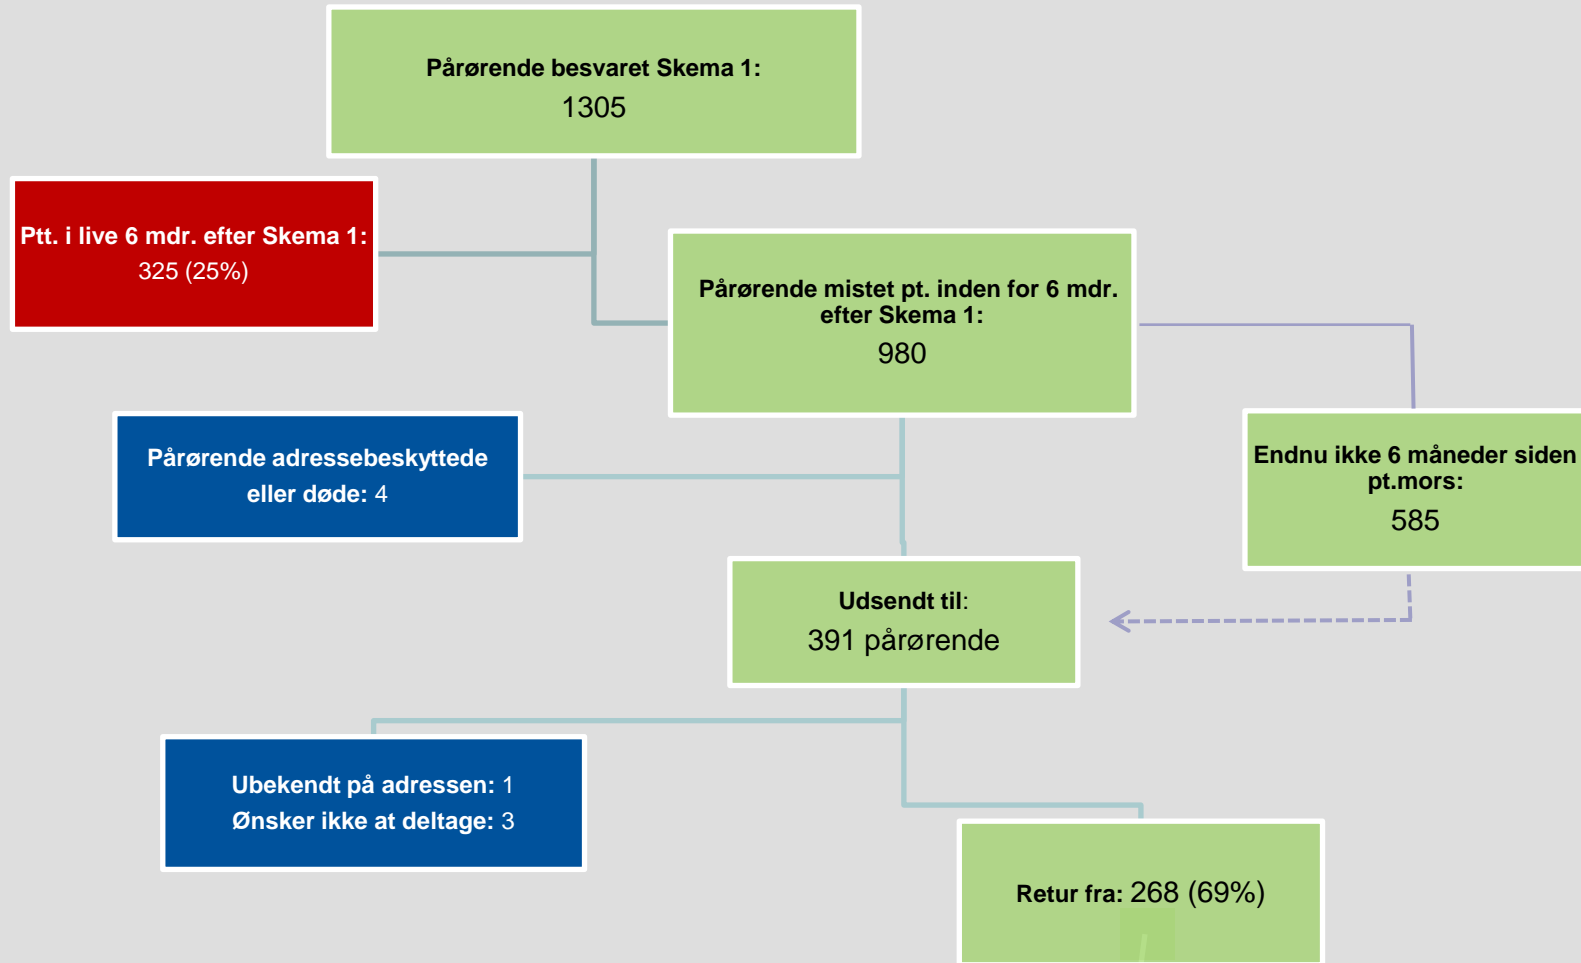 Pårørende besvaret Skema 1:
1305
Ptt. i live 6 mdr. efter Skema 1:
325 (25%)
Pårørende mistet pt. inden for 6 mdr.
efter Skema 1:
980
Pårørende adressebeskyttede
eller døde: 4
Endnu ikke 6 måneder siden
pt.mors:
585
Udsendt til:
391 pårørende
Ubekendt på adressen: 1
Ønsker ikke at deltage: 3
Retur fra: 268 (69%)